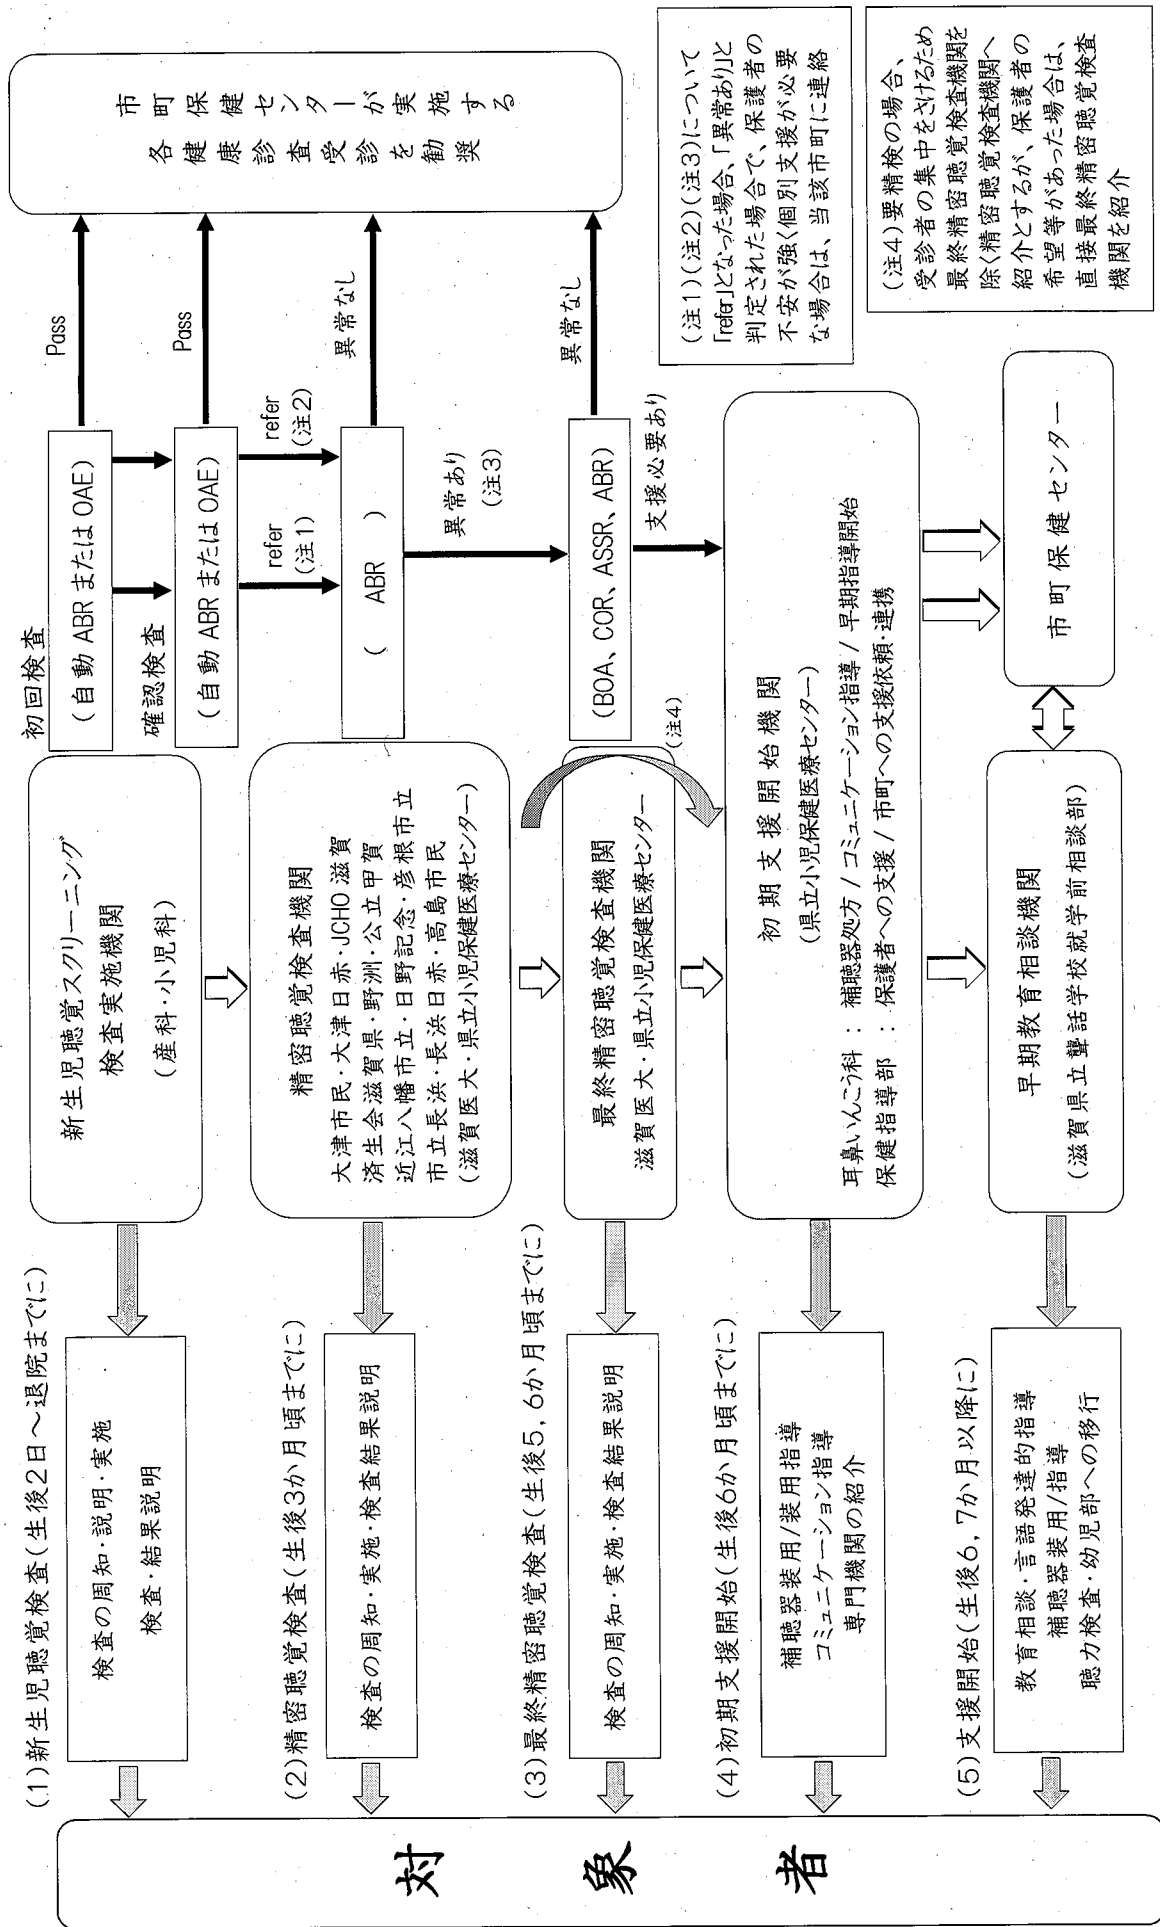 対象者
(1)新生児聴覚検査(生後2日～退院までに)
検査の周知・説明・実施
検査・結果説明
新生児聴覚スクリーニング
検査実施機関
(産科・小児科)
初回検査
(自動ABRまたはOAE)
Pass
確認検査
(自動ABRまたはOAE)
Pass
refer
(注1)
refer
(注2)
市町保健センターが実施する
各健康診査受診を勧奨
(2)精密聴覚検査(生後3か月頃までに)
検査の周知・実施・検査結果説明
精密聴覚検査機関
大津市民・大津日赤・JCHO滋賀
済生会滋賀県・野洲・公立甲賀
近江八幡市立・日野記念・彦根市立
市立長浜・長浜日赤・高島市民
(滋賀医大・県立小児保健医療センター)
( ABR )
異常なし
異常あり
(注3)
(3)最終精密聴覚検査(生後5,6か月頃までに)
検査の周知・実施・検査結果説明
最終精密聴覚検査機関
滋賀医大・県立小児保健医療センター
(BOA、COR、ASSR、ABR)
異常なし
支援必要あり
(注4)
(4)初期支援開始(生後6か月頃までに)
補聴器装用/装用指導
コミュニケーション指導
専門機関の紹介
初期支援開始機関
(県立小児保健医療センター)
耳鼻いんこう科 : 補聴器処方/コミュニケーション指導/早期指導開始
保健指導部 : 保護者への支援/市町への支援依頼・連携
(5)支援開始(生後6,7か月以降に)
教育相談・言語発達的指導
補聴器装用/指導
聴力検査・幼児部への移行
早期教育相談機関
(滋賀県立聾話学校就学前相談部)
市町保健センター
(注1)(注2)(注3)について
「refer」となった場合、「異常あり」と
判定された場合で、保護者の
不安が強く個別支援が必要
な場合は、当該市町に連絡
(注4)要精検の場合、
受診者の集中をさけるため
最終精密聴覚検査機関を
除く精密聴覚検査機関へ
紹介とするが、保護者の
希望等があった場合は、
直接最終精密聴覚検査
機関を紹介